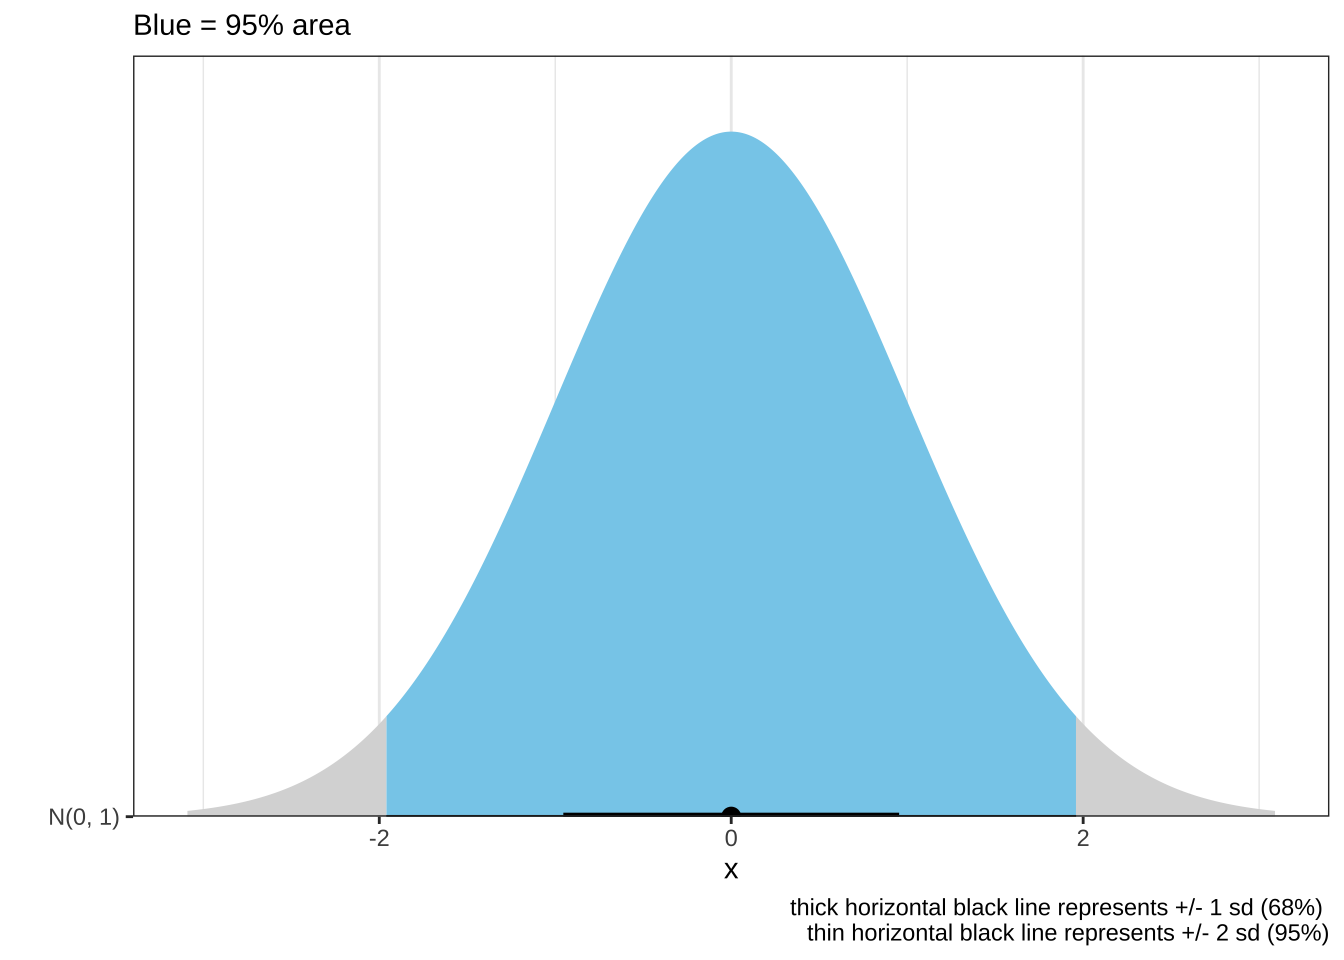 Blue = 95% area
N(0, 1)
-2 0 2
x
thick horizontal black line represents +/- 1 sd (68%)
thin horizontal black line represents +/- 2 sd (95%)